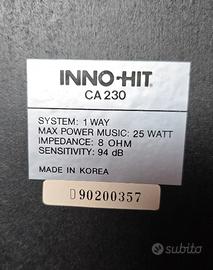 INNO-HIT
CA 230
SYSTEM: 1 WAY
MAX POWER MUSIC: 25 WATT
IMPEDANCE: 8 OHM
SENSITIVITY: 94 dB
MADE IN KOREA
D90200357
subito